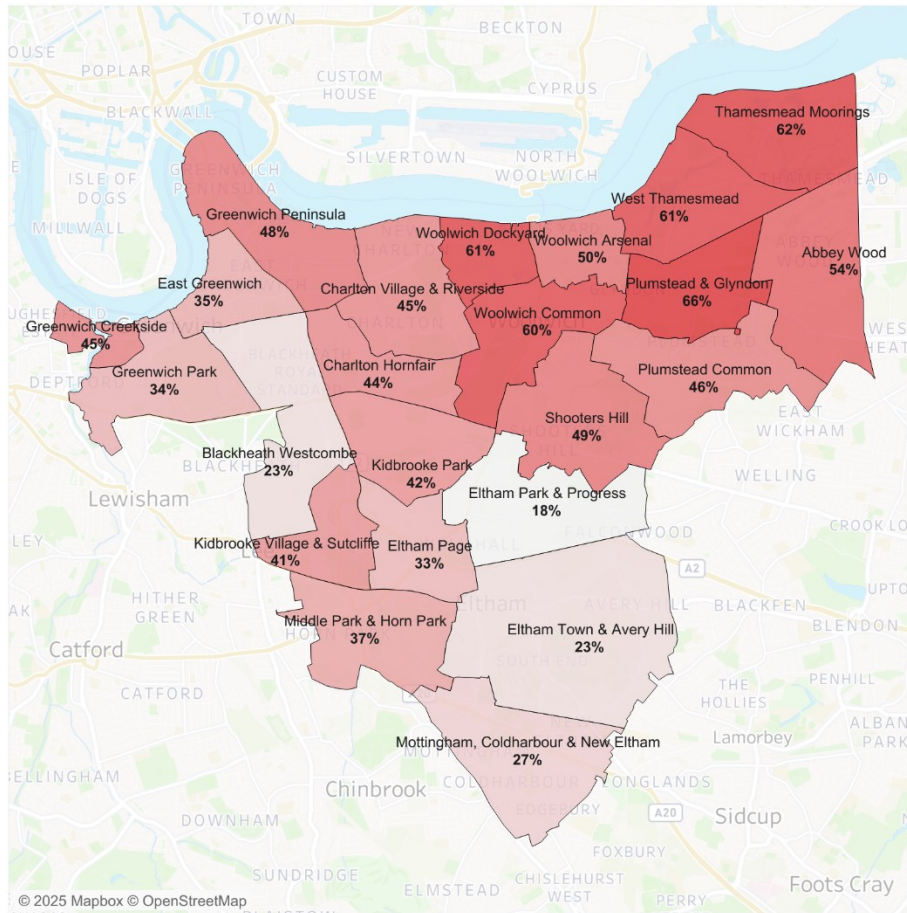 TOWN
BECKTON
POPLAR
CUSTOM
HOUSE
CYPRUS
BLACKWALL
Thamesmead Moorings
62%
SILVERTOWN
NORTH
WOOLWICH
ISLE OF
DOGS
MILLWALL
West Thamesmead
61%
Greenwich Peninsula
48%
Woolwich Dockyard
61%
Woolwich Arsenal
50%
Abbey Wood
54%
East Greenwich
35%
Charlton Village & Riverside
45%
Plumstead & Glyndon
66%
Woolwich Common
60%
Greenwich Creekside
45%
Greenwich Park
34%
Charlton Hornfair
44%
Plumstead Common
46%
DEPTFORD
EAST
WICKHAM
Shooters Hill
49%
Blackheath Westcombe
23%
Kidbrooke Park
42%
WELLING
Lewisham
Eltham Park & Progress
18%
FALCONWOOD
Kidbrooke Village & Sutcliffe
41%
Eltham Page
33%
A2
HITHER
GREEN
Eltham
AVERY HILL
BLACKFEN
BLENDON
Middle Park & Horn Park
37%
Eltham Town & Avery Hill
23%
Catford
CATFORD
THE
HOLLIES
PENHILL
Lamorbey
ALBAN
PARK
Mottingham, Coldharbour & New Eltham
27%
BELLINGHAM
Chinbrook
COLDHARBOUR
LONGLANDS
EDGEBURY
A20
Sidcup
DOWNHAM
FOXBURY
SUNDRIDGE
ELMSTEAD
CHISLEHURST
WEST
PERRY
Foots Cray
© 2025 Mapbox © OpenStreetMap